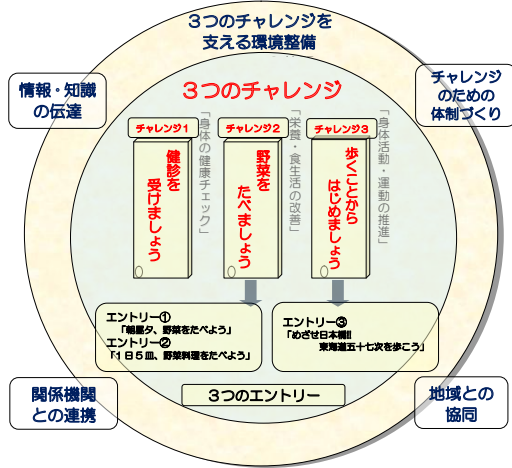 3つのチャレンジを
支える環境整備
情報・知識
の伝達
チャレンジ
のための
体制づくり
3つのチャレンジ
チャレンジ1
健診を
受けましょう
「身体の健康チェック」
チャレンジ2
野菜を
たべましょう
「栄養・食生活の改善」
チャレンジ3
歩くことから
はじめましょう
「身体活動・運動の推進」
エントリー①
「朝昼夕、野菜をたべよう」
エントリー②
「1日5皿、野菜料理をたべよう」
エントリー③
「めざせ日本橋!!
東海道五十七次を歩こう」
3つのエントリー
関係機関
との連携
地域との
協同